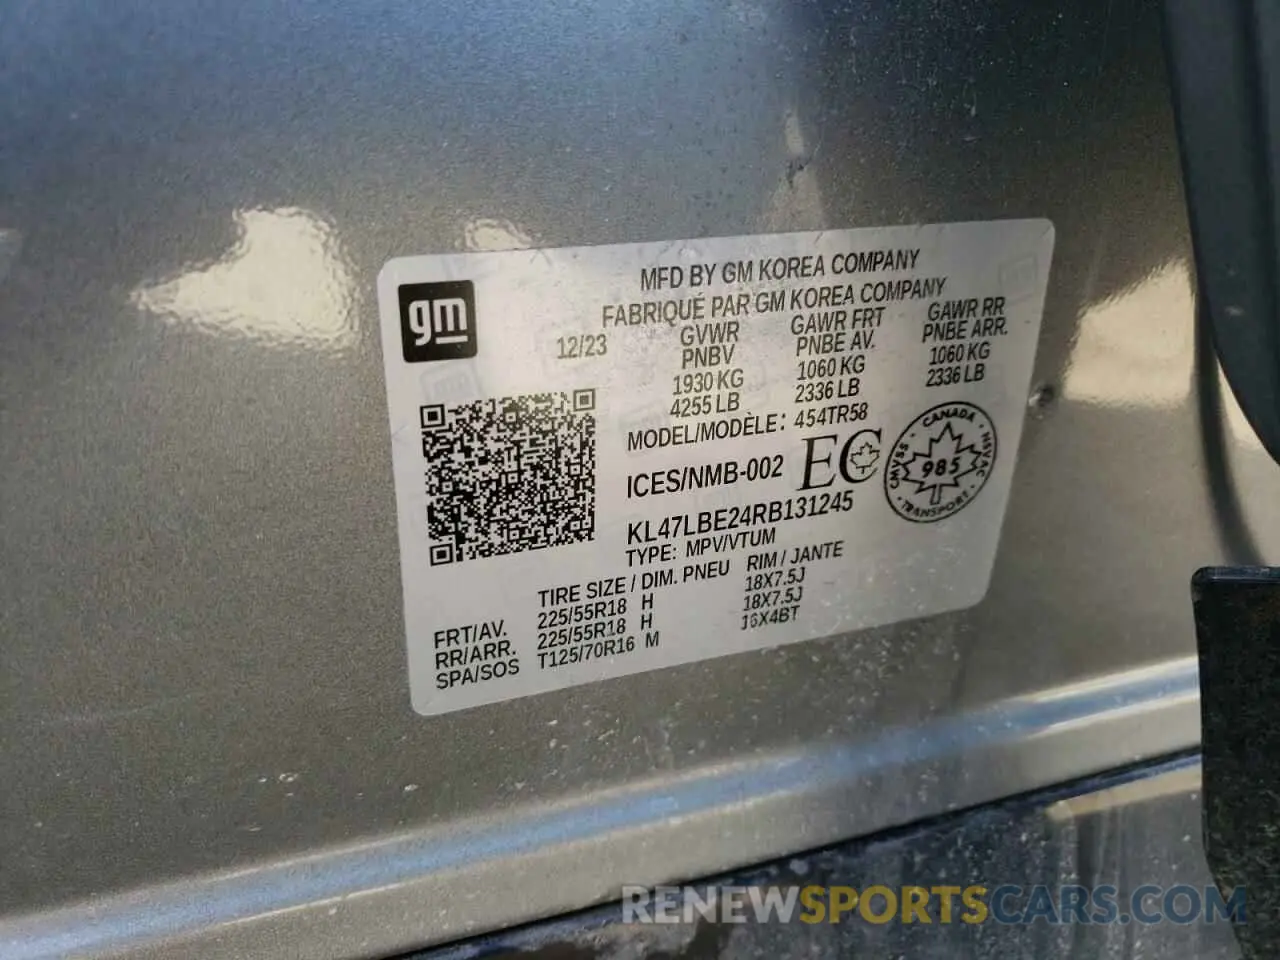 gm
MFD BY GM KOREA COMPANY
FABRIQUÉ PAR GM KOREA COMPANY
12/23
GVWR GAWR FRT GAWR RR
PNBV PNBE AV. PNBE ARR.
1930 KG 1060 KG 1060 KG
4255 LB 2336 LB 2336 LB
MODEL/MODÈLE: 454TR58
ICES/NMB-002 EC
CANADA
CMVSS 985 NSVAC
TRANSPORT
KL47LBE24RB131245
TYPE: MPV/VTUM
TIRE SIZE / DIM. PNEU RIM / JANTE
FRT/AV. 225/55R18 H 18X7.5J
RR/ARR. 225/55R18 H 18X7.5J
SPA/SOS T125/70R16 M 16X4BT
RENEWSPORTSCARS.COM